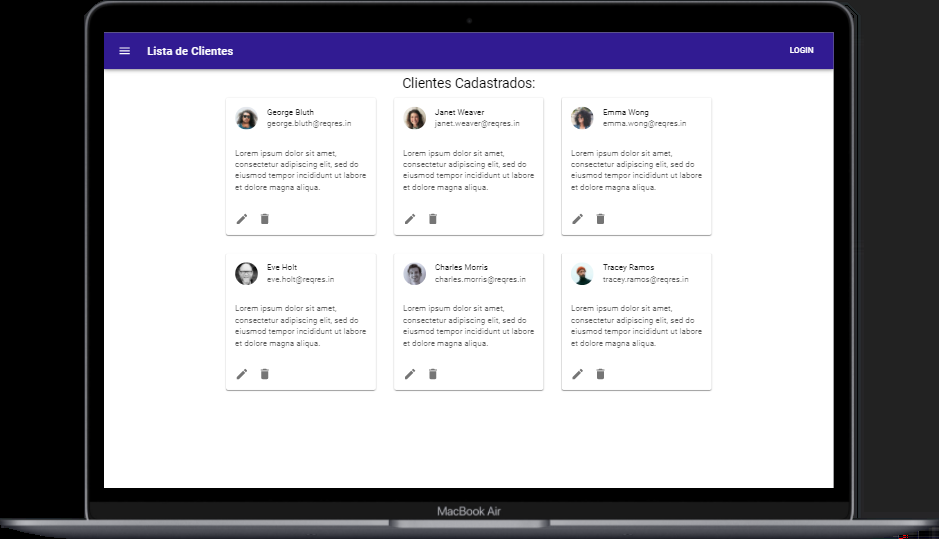 Lista de Clientes
LOGIN
Clientes Cadastrados:
George Bluth
george.bluth@reqres.in
Lorem ipsum dolor sit amet,
consectetur adipiscing elit, sed do
eiusmod tempor incididunt ut labore
et dolore magna aliqua.
Janet Weaver
janet.weaver@reqres.in
Lorem ipsum dolor sit amet,
consectetur adipiscing elit, sed do
eiusmod tempor incididunt ut labore
et dolore magna aliqua.
Emma Wong
emma.wong@reqres.in
Lorem ipsum dolor sit amet,
consectetur adipiscing elit, sed do
eiusmod tempor incididunt ut labore
et dolore magna aliqua.
Eve Holt
eve.holt@reqres.in
Lorem ipsum dolor sit amet,
consectetur adipiscing elit, sed do
eiusmod tempor incididunt ut labore
et dolore magna aliqua.
Charles Morris
charles.morris@reqres.in
Lorem ipsum dolor sit amet,
consectetur adipiscing elit, sed do
eiusmod tempor incididunt ut labore
et dolore magna aliqua.
Tracey Ramos
tracey.ramos@reqres.in
Lorem ipsum dolor sit amet,
consectetur adipiscing elit, sed do
eiusmod tempor incididunt ut labore
et dolore magna aliqua.
MacBook Air